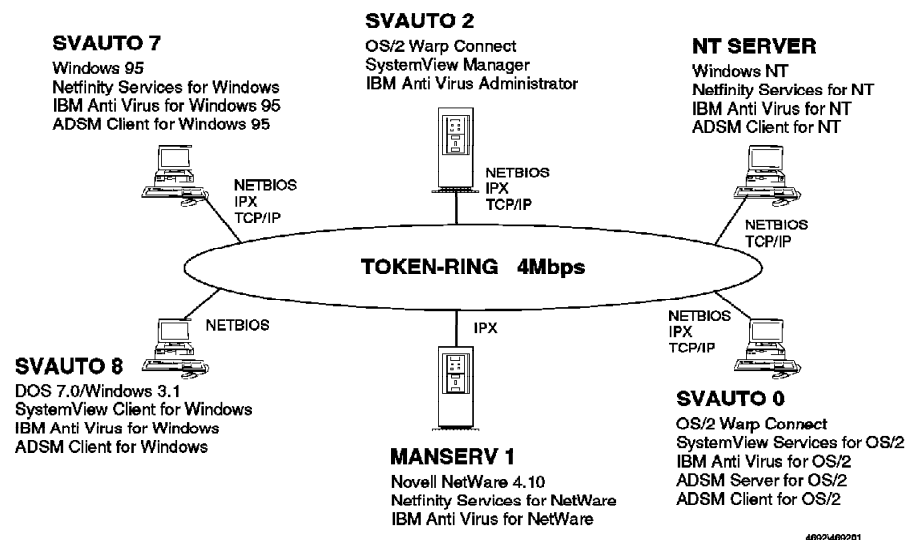 SVAUTO 7
Windows 95
Netfinity Services for Windows
IBM Anti Virus for Windows 95
ADSM Client for Windows 95
NETBIOS
IPX
TCP/IP
SVAUTO 2
OS/2 Warp Connect
SystemView Manager
IBM Anti Virus Administrator
NETBIOS
IPX
TCP/IP
NT SERVER
Windows NT
Netfinity Services for NT
IBM Anti Virus for NT
ADSM Client for NT
NETBIOS
TCP/IP
TOKEN-RING 4Mbps
NETBIOS
SVAUTO 8
DOS 7.0/Windows 3.1
SystemView Client for Windows
IBM Anti Virus for Windows
ADSM Client for Windows
IPX
MANSERV 1
Novell NetWare 4.10
Netfinity Services for NetWare
IBM Anti Virus for NetWare
NETBIOS
IPX
TCP/IP
SVAUTO 0
OS/2 Warp Connect
SystemView Services for OS/2
IBM Anti Virus for OS/2
ADSM Server for OS/2
ADSM Client for OS/2
4692\469201